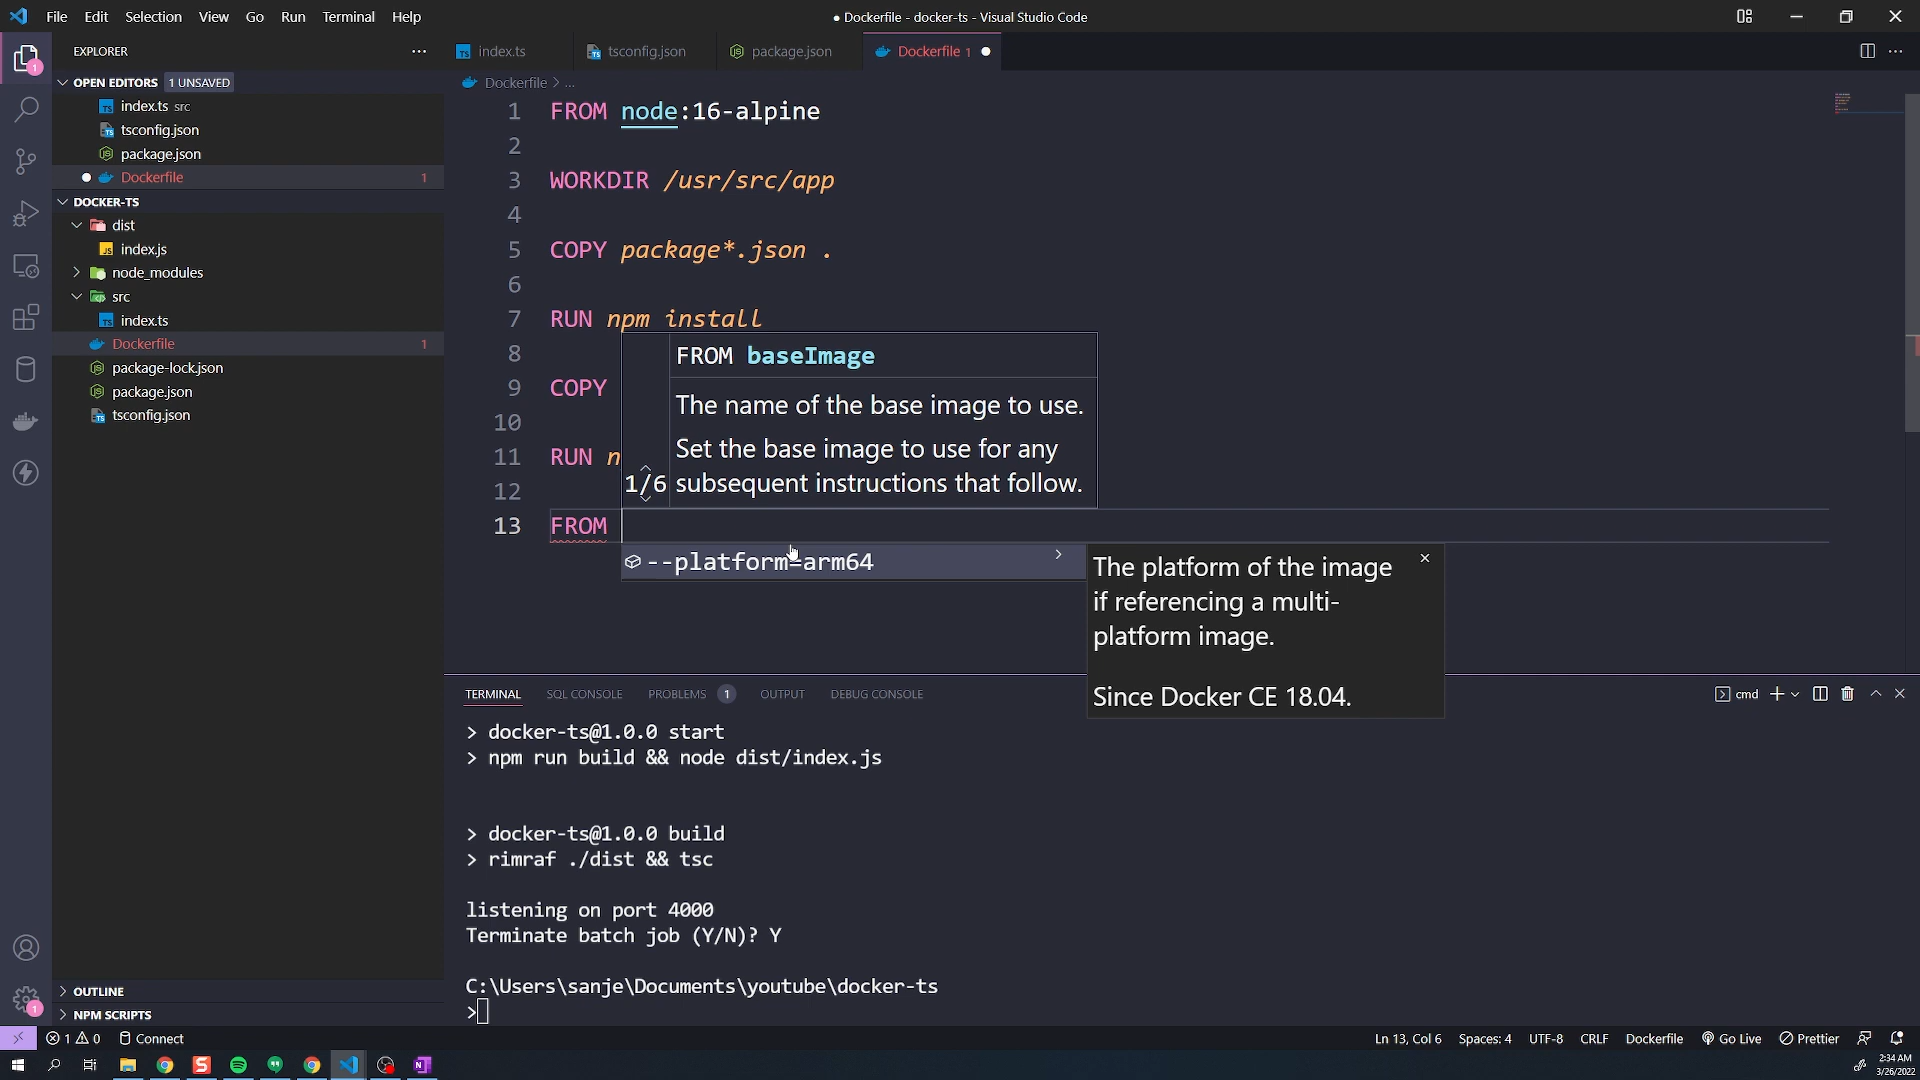 File Edit Selection View Go Run Terminal Help
● Dockerfile - docker-ts - Visual Studio Code
EXPLORER
index.ts
tsconfig.json
package.json
Dockerfile 1
OPEN EDITORS 1 UNSAVED
index.ts src
tsconfig.json
package.json
Dockerfile 1
DOCKER-TS
dist
index.js
node_modules
src
index.ts
Dockerfile 1
package-lock.json
package.json
tsconfig.json
OUTLINE
NPM SCRIPTS
Dockerfile > ...
1 FROM node:16-alpine
2
3 WORKDIR /usr/src/app
4
5 COPY package*.json .
6
7 RUN npm install
8
9 COPY
10
11 RUN n
12
13 FROM
FROM baseImage
The name of the base image to use.
Set the base image to use for any
1/6 subsequent instructions that follow.
--platform=arm64
The platform of the image
if referencing a multi-
platform image.
Since Docker CE 18.04.
TERMINAL SQL CONSOLE PROBLEMS 1 OUTPUT DEBUG CONSOLE
cmd
> docker-ts@1.0.0 start
> npm run build && node dist/index.js
> docker-ts@1.0.0 build
> rimraf ./dist && tsc
listening on port 4000
Terminate batch job (Y/N)? Y
C:\Users\sanje\Documents\youtube\docker-ts
>
1 0 Connect
Ln 13, Col 6 Spaces: 4 UTF-8 CRLF Dockerfile Go Live Prettier
2:34 AM
3/26/2022